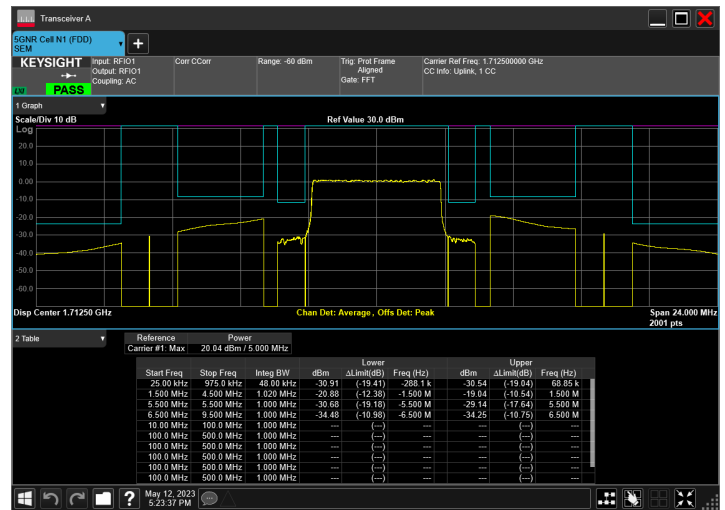 Transceiver A
5GNR Cell N1 (FDD)
SEM
KEYSIGHT
Input: RFIO1
Output: RFIO1
Coupling: AC
Corr CCorr
Range: -60 dBm
Trig: Prot Frame
Aligned
Gate: FFT
Carrier Ref Freq: 1.712500000 GHz
CC Info: Uplink, 1 CC
LXI
PASS
1 Graph
Scale/Div 10 dB
Ref Value 30.0 dBm
Log
20.0
10.0
0.00
-10.0
-20.0
-30.0
-40.0
-50.0
-60.0
Disp Center 1.71250 GHz
Chan Det: Average , Offs Det: Peak
Span 24.000 MHz
2001 pts
2 Table
Reference Power
Carrier #1: Max 20.04 dBm / 5.000 MHz
Lower Upper
Start Freq Stop Freq Integ BW dBm ΔLimit(dB) Freq (Hz) dBm ΔLimit(dB) Freq (Hz)
25.00 kHz 975.0 kHz 48.00 kHz -30.91 (-19.41) -288.1 k -30.54 (-19.04) 68.85 k
1.500 MHz 4.500 MHz 1.020 MHz -20.88 (-12.38) -1.500 M -19.04 (-10.54) 1.500 M
5.500 MHz 5.500 MHz 1.000 MHz -30.68 (-19.18) -5.500 M -29.14 (-17.64) 5.500 M
6.500 MHz 9.500 MHz 1.000 MHz -34.48 (-10.98) -6.500 M -34.25 (-10.75) 6.500 M
10.00 MHz 100.0 MHz 1.000 MHz --- (---) --- --- (---) ---
100.0 MHz 500.0 MHz 1.000 MHz --- (---) --- --- (---) ---
100.0 MHz 500.0 MHz 1.000 MHz --- (---) --- --- (---) ---
100.0 MHz 500.0 MHz 1.000 MHz --- (---) --- --- (---) ---
100.0 MHz 500.0 MHz 1.000 MHz --- (---) --- --- (---) ---
100.0 MHz 500.0 MHz 1.000 MHz --- (---) --- --- (---) ---
May 12, 2023
5:23:37 PM